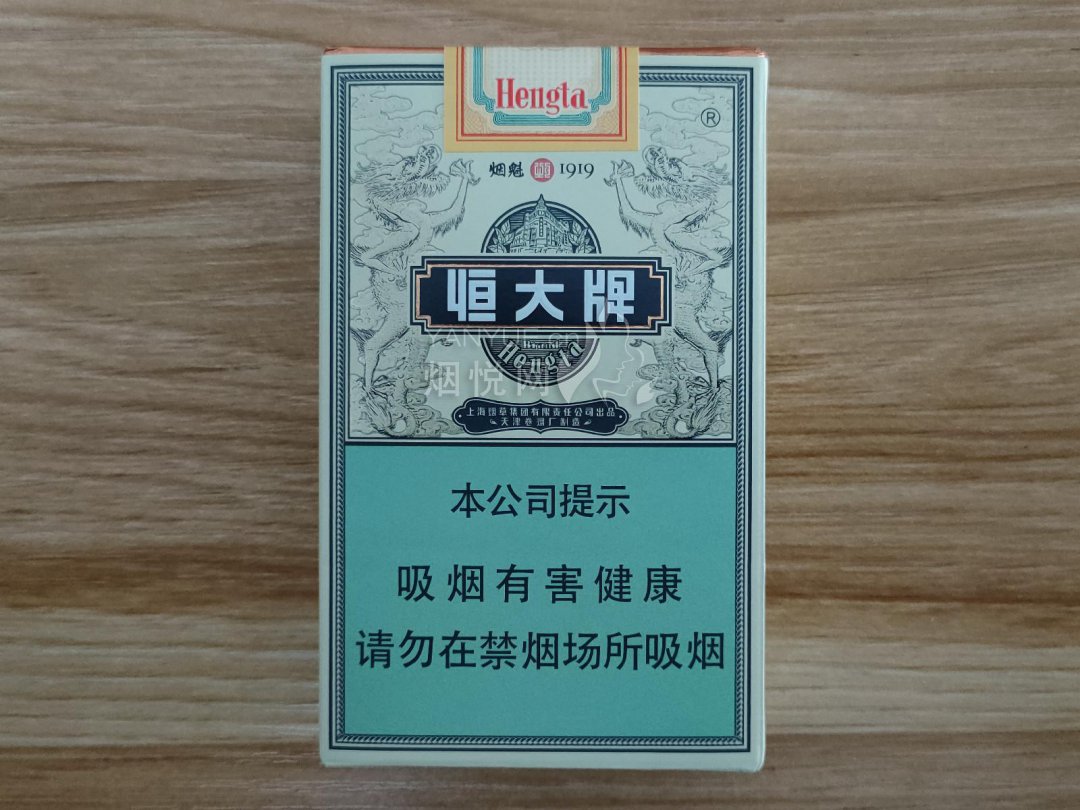 Hengta
®
烟魁 1919
恒大牌
Hengta
YANYUE.cn
烟悦网
上海烟草集团有限责任公司出品
天津卷烟厂制造
本公司提示
吸烟有害健康
请勿在禁烟场所吸烟